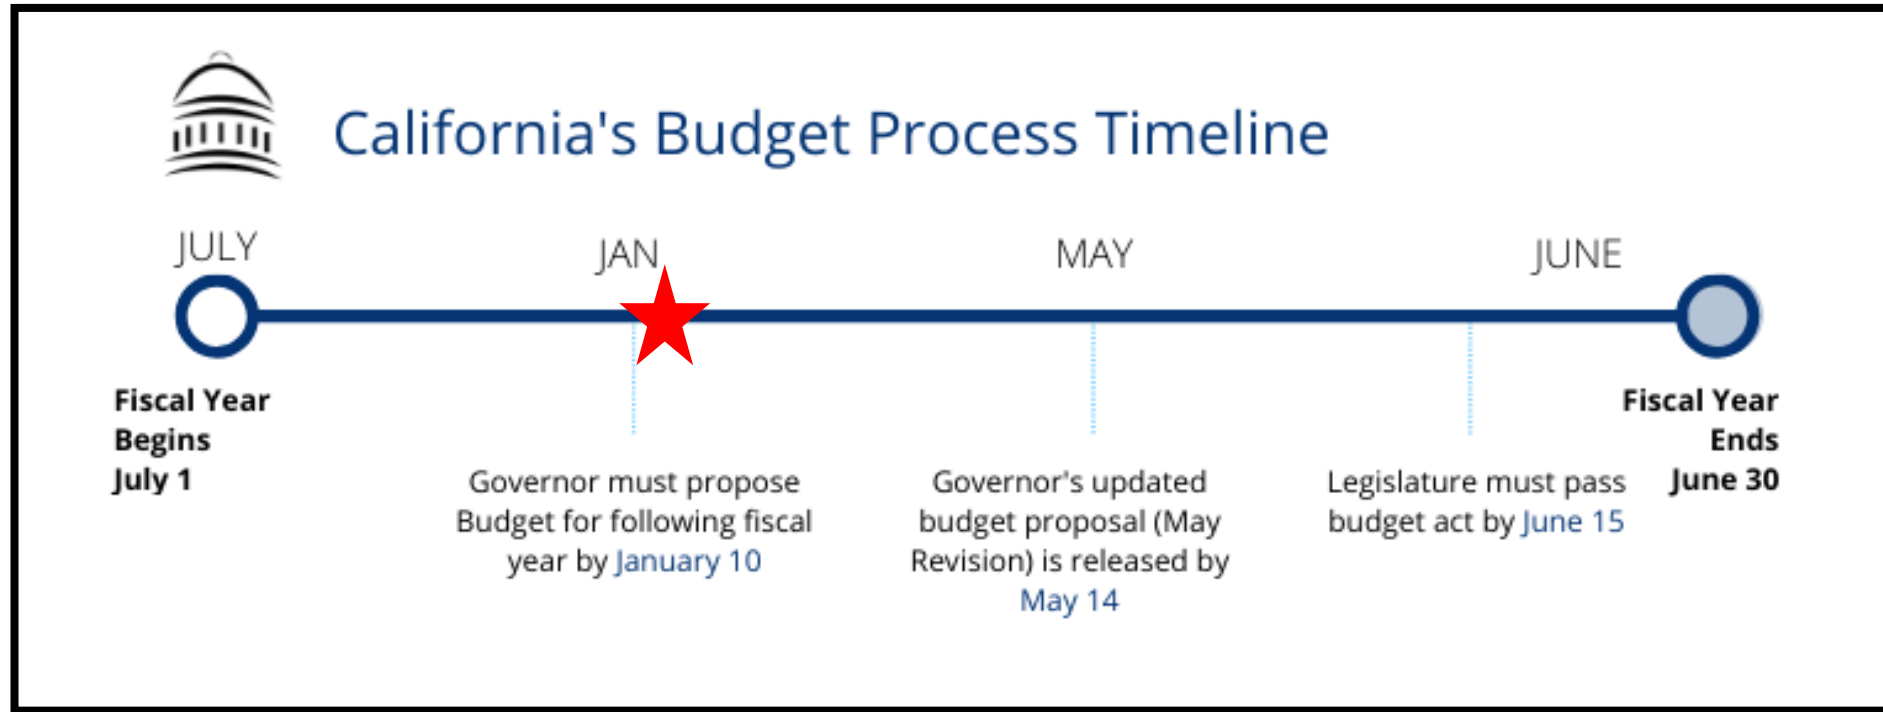 California's Budget Process Timeline
JULY
JAN
MAY
JUNE
Fiscal Year
Begins
July 1
Governor must propose
Budget for following fiscal
year by January 10
Governor's updated
budget proposal (May
Revision) is released by
May 14
Legislature must pass
budget act by June 15
Fiscal Year
Ends
June 30